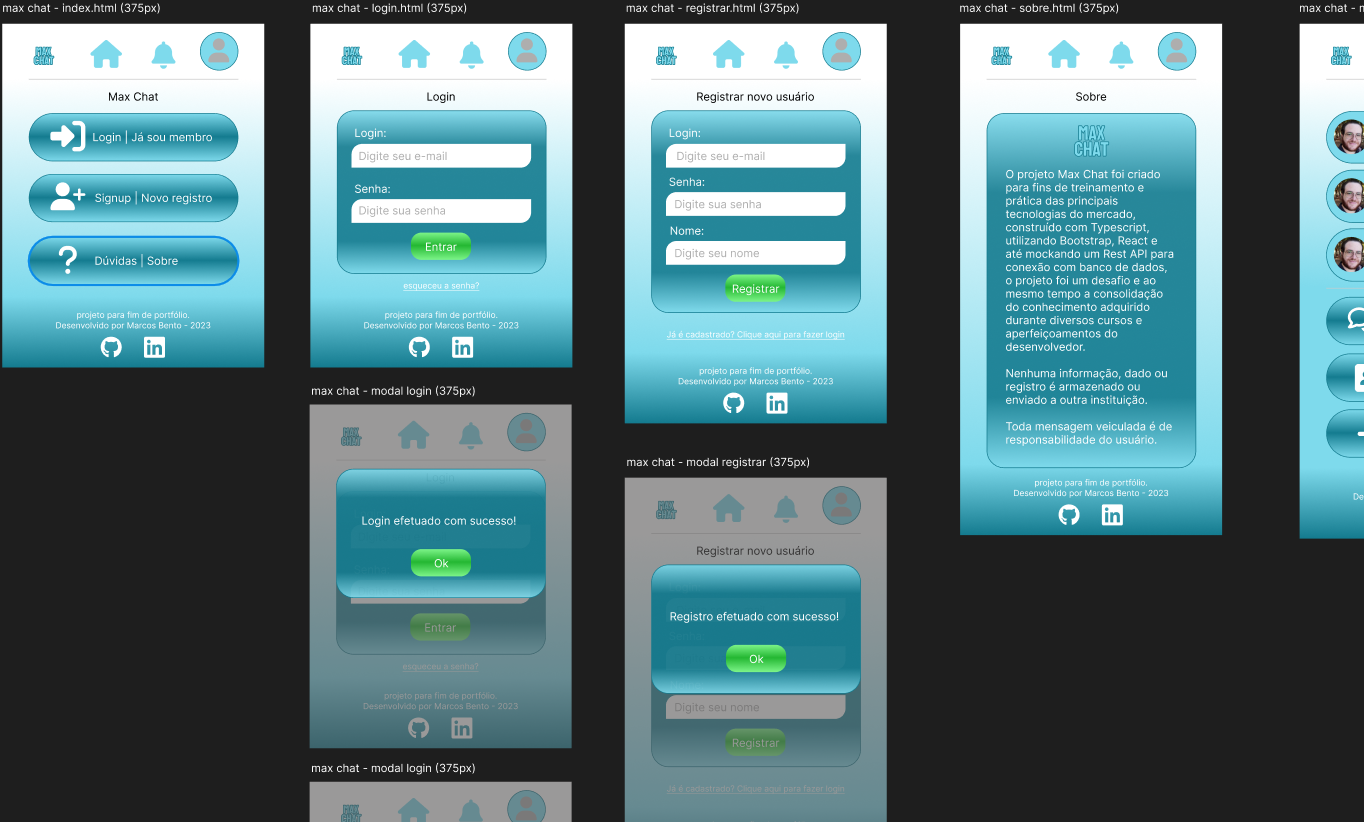 max chat - index.html (375px)
MAX
CHAT
Max Chat
Login | Já sou membro
Signup | Novo registro
Dúvidas | Sobre
projeto para fim de portfólio.
Desenvolvido por Marcos Bento - 2023
max chat - login.html (375px)
MAX
CHAT
Login
Login:
Digite seu e-mail
Senha:
Digite sua senha
Entrar
esqueceu a senha?
projeto para fim de portfólio.
Desenvolvido por Marcos Bento - 2023
max chat - modal login (375px)
MAX
CHAT
Login
Login efetuado com sucesso!
Ok
Entrar
esqueceu a senha?
projeto para fim de portfólio.
Desenvolvido por Marcos Bento - 2023
max chat - modal login (375px)
max chat - registrar.html (375px)
MAX
CHAT
Registrar novo usuário
Login:
Digite seu e-mail
Senha:
Digite sua senha
Nome:
Digite seu nome
Registrar
Já é cadastrado? Clique aqui para fazer login
projeto para fim de portfólio.
Desenvolvido por Marcos Bento - 2023
max chat - modal registrar (375px)
MAX
CHAT
Registrar novo usuário
Registro efetuado com sucesso!
Ok
Digite seu nome
Registrar
Já é cadastrado? Clique aqui para fazer login
max chat - sobre.html (375px)
MAX
CHAT
Sobre
MAX
CHAT
O projeto Max Chat foi criado
para fins de treinamento e
prática das principais
tecnologias do mercado,
construído com Typescript,
utilizando Bootstrap, React e
até mockando um Rest API para
conexão com banco de dados,
o projeto foi um desafio e ao
mesmo tempo a consolidação
do conhecimento adquirido
durante diversos cursos e
aperfeiçoamentos do
desenvolvedor.
Nenhuma informação, dado ou
registro é armazenado ou
enviado a outra instituição.
Toda mensagem veiculada é de
responsabilidade do usuário.
projeto para fim de portfólio.
Desenvolvido por Marcos Bento - 2023
max chat - 
MAX
CHAT